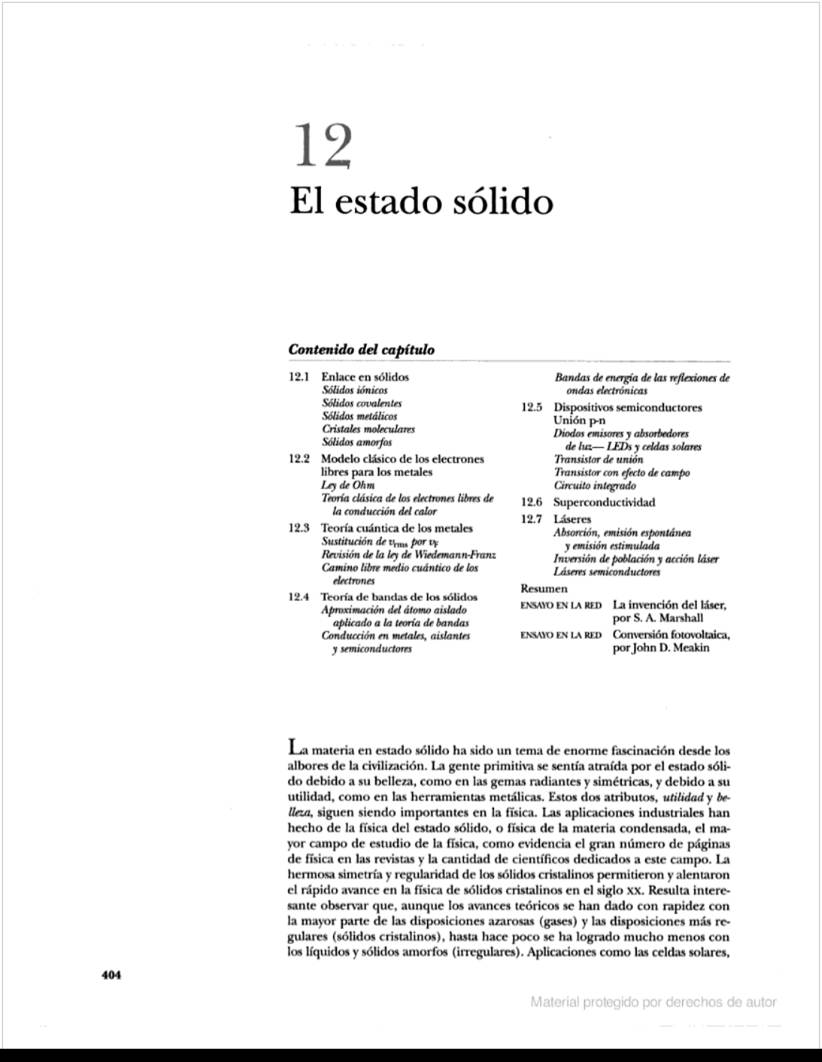 12
El estado sólido
Contenido del capítulo
12.1 Enlace en sólidos
Sólidos iónicos
Sólidos covalentes
Sólidos metálicos
Cristales moleculares
Sólidos amorfos
12.2 Modelo clásico de los electrones
libres para los metales
Ley de Ohm
Teoría clásica de los electrones libres de
la conducción del calor
12.3 Teoría cuántica de los metales
Sustitución de vrms por vF
Revisión de la ley de Wiedemann-Franz
Camino libre medio cuántico de los
electrones
12.4 Teoría de bandas de los sólidos
Aproximación del átomo aislado
aplicado a la teoría de bandas
Conducción en metales, aislantes
y semiconductores
Bandas de energía de las reflexiones de
ondas electrónicas
12.5 Dispositivos semiconductores
Unión p-n
Diodos emisores y absorbedores
de luz— LEDs y celdas solares
Transistor de unión
Transistor con efecto de campo
Circuito integrado
12.6 Superconductividad
12.7 Láseres
Absorción, emisión espontánea
y emisión estimulada
Inversión de población y acción láser
Láseres semiconductores
Resumen
ENSAYO EN LA RED La invención del láser,
por S. A. Marshall
ENSAYO EN LA RED Conversión fotovoltaica,
por John D. Meakin
La materia en estado sólido ha sido un tema de enorme fascinación desde los
albores de la civilización. La gente primitiva se sentía atraída por el estado sóli-
do debido a su belleza, como en las gemas radiantes y simétricas, y debido a su
utilidad, como en las herramientas metálicas. Estos dos atributos, utilidad y be-
lleza, siguen siendo importantes en la física. Las aplicaciones industriales han
hecho de la física del estado sólido, o física de la materia condensada, el ma-
yor campo de estudio de la física, como evidencia el gran número de páginas
de física en las revistas y la cantidad de científicos dedicados a este campo. La
hermosa simetría y regularidad de los sólidos cristalinos permitieron y alentaron
el rápido avance en la física de sólidos cristalinos en el siglo XX. Resulta intere-
sante observar que, aunque los avances teóricos se han dado con rapidez con
la mayor parte de las disposiciones azarosas (gases) y las disposiciones más re-
gulares (sólidos cristalinos), hasta hace poco se ha logrado mucho menos con
los líquidos y sólidos amorfos (irregulares). Aplicaciones como las celdas solares,
404
Material protegido por derechos de autor